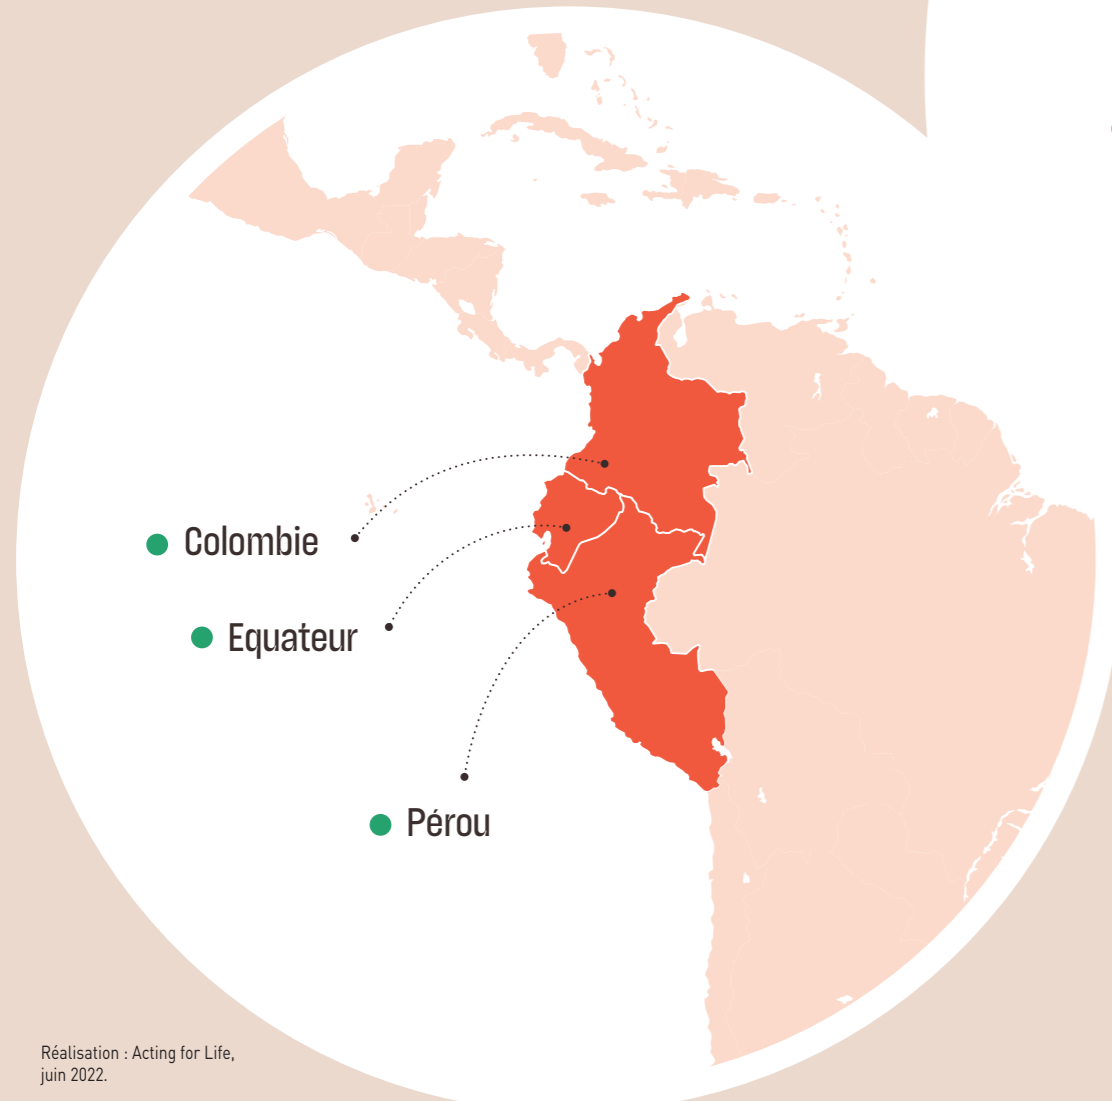 Colombie
Equateur
Pérou
Réalisation : Acting for Life,
juin 2022.